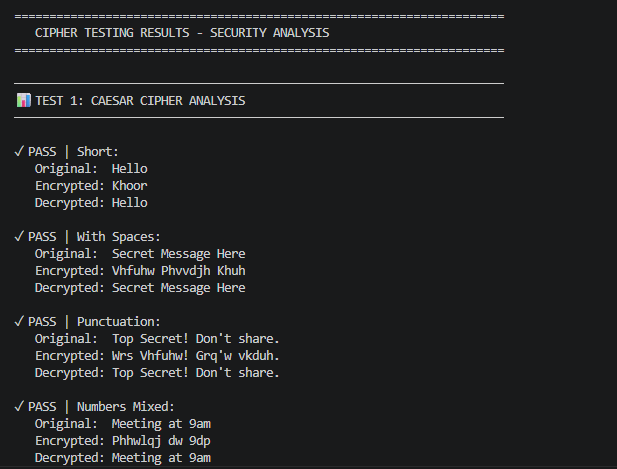 ======================================================================
CIPHER TESTING RESULTS - SECURITY ANALYSIS
======================================================================
──────────────────────────────────────────────────────────────────────
📊 TEST 1: CAESAR CIPHER ANALYSIS
──────────────────────────────────────────────────────────────────────
✓ PASS | Short:
Original:  Hello
Encrypted: Khoor
Decrypted: Hello
✓ PASS | With Spaces:
Original:  Secret Message Here
Encrypted: Vhfuhw Phvvdjh Khuh
Decrypted: Secret Message Here
✓ PASS | Punctuation:
Original:  Top Secret! Don't share.
Encrypted: Wrs Vhfuhw! Grq'w vkduh.
Decrypted: Top Secret! Don't share.
✓ PASS | Numbers Mixed:
Original:  Meeting at 9am
Encrypted: Phhwlqj dw 9dp
Decrypted: Meeting at 9am